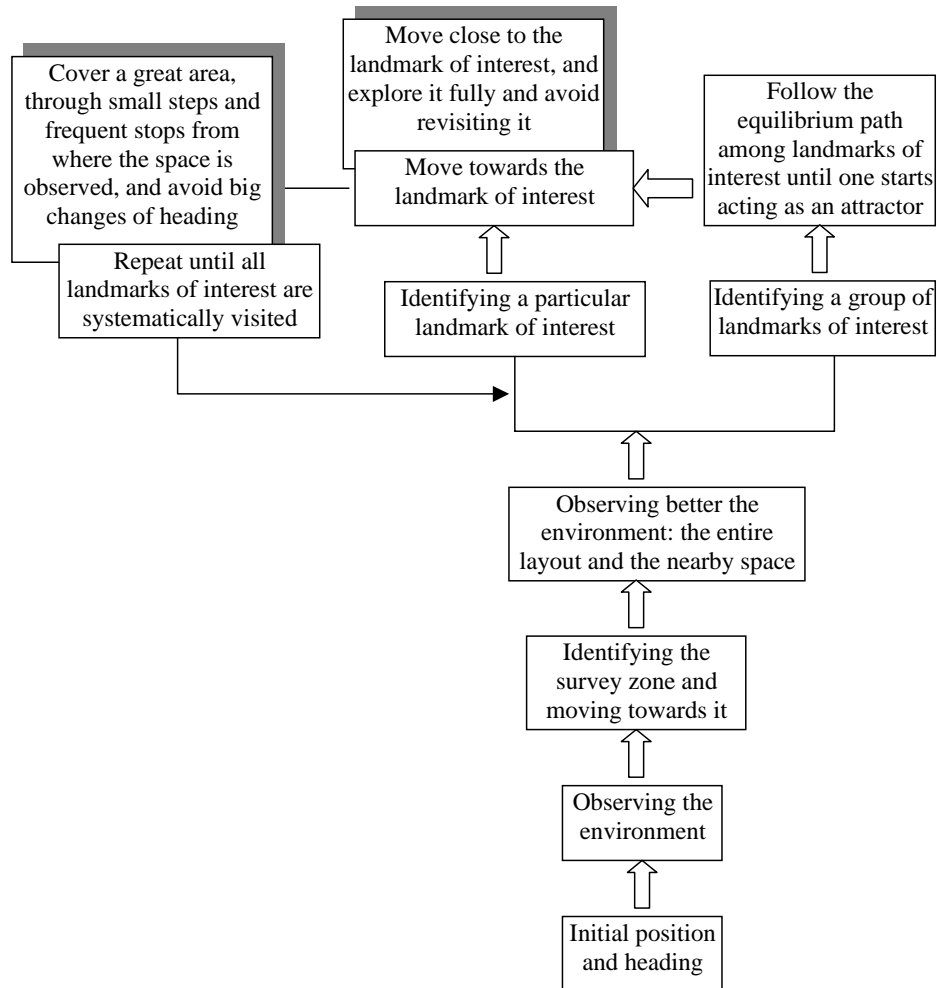 Cover a great area,
through small steps and
frequent stops from
where the space is
observed, and avoid big
changes of heading
Repeat until all
landmarks of interest are
systematically visited
Move close to the
landmark of interest, and
explore it fully and avoid
revisiting it
Move towards the
landmark of interest
Follow the
equilibrium path
among landmarks of
interest until one starts
acting as an attractor
Identifying a particular
landmark of interest
Identifying a group of
landmarks of interest
Observing better the
environment: the entire
layout and the nearby space
Identifying the
survey zone and
moving towards it
Observing the
environment
Initial position
and heading